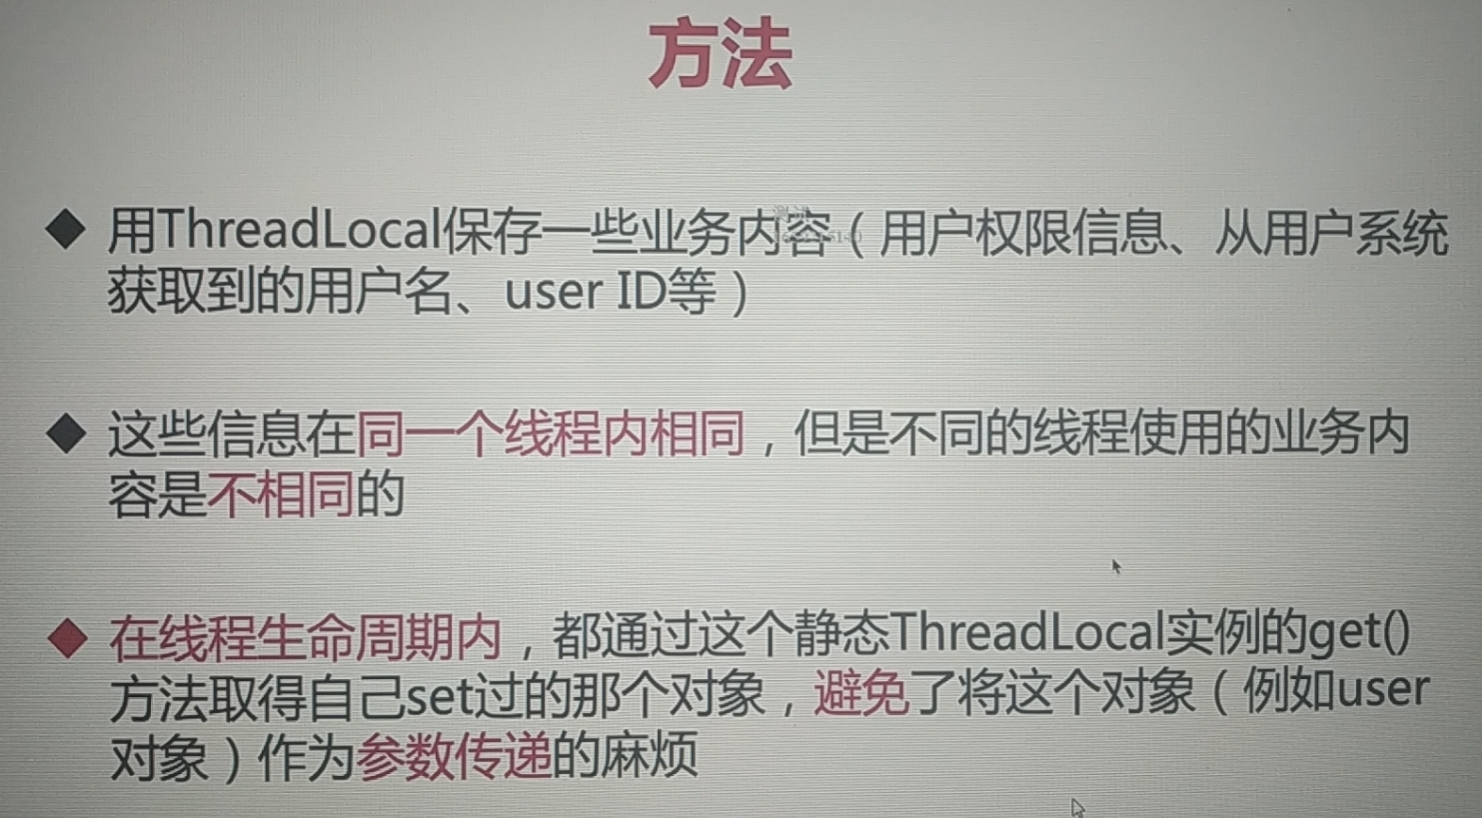 方法
◆ 用ThreadLocal保存一些业务内容（用户权限信息、从用户系统
获取到的用户名、user ID等）
◆ 这些信息在同一个线程内相同，但是不同的线程使用的业务内
容是不相同的
◆ 在线程生命周期内，都通过这个静态ThreadLocal实例的get()
方法取得自己set过的那个对象，避免了将这个对象（例如user
对象）作为参数传递的麻烦